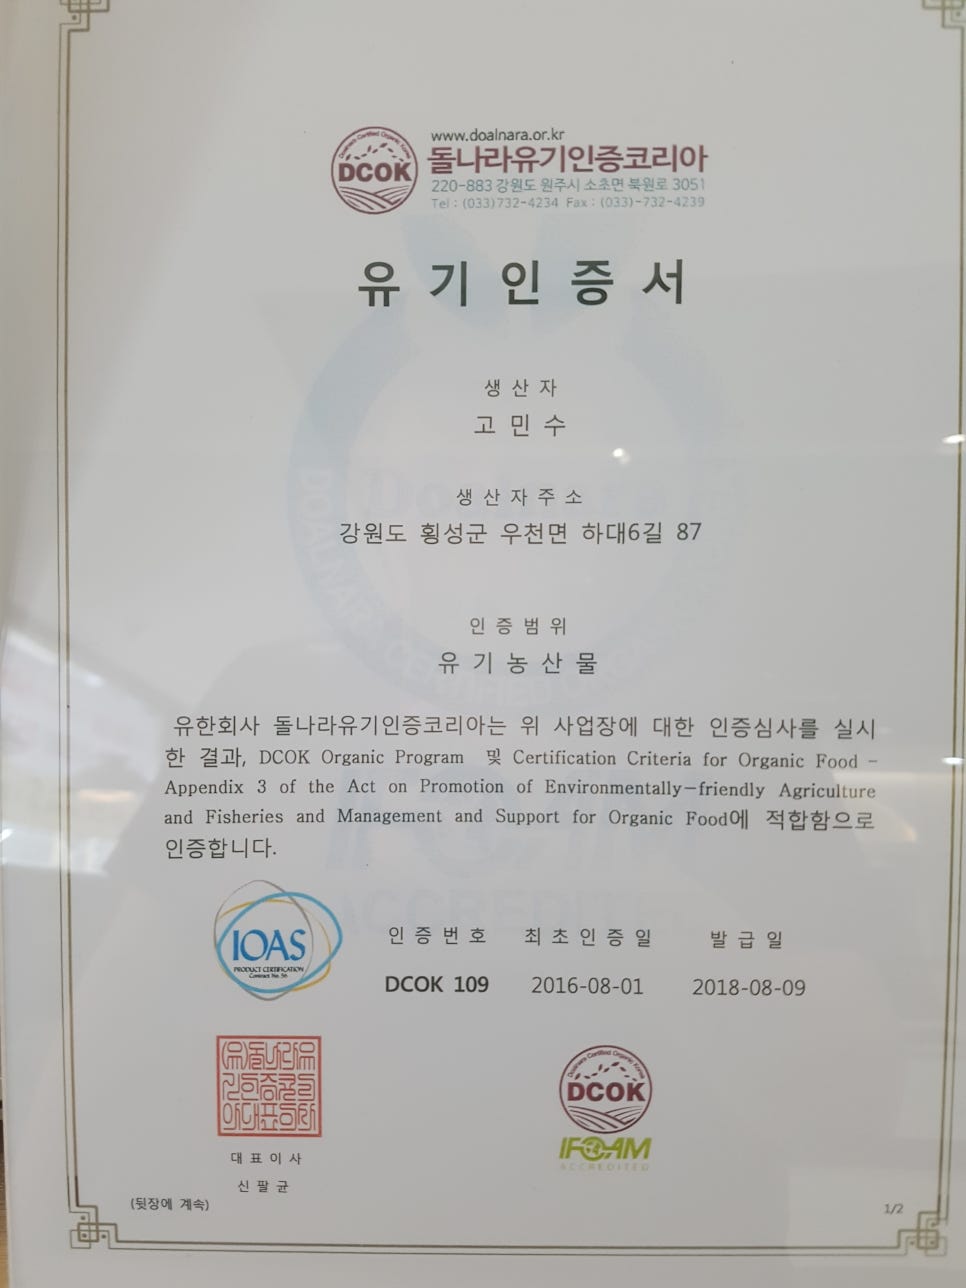 www.doalnara.or.kr
DCOK
돌나라유기인증코리아
220-883 강원도 원주시 소초면 북원로 3051
Tel : (033)732-4234 Fax : (033)-732-4239
유기인증서
생산자
고민수
생산자주소
강원도 횡성군 우천면 하대6길 87
인증범위
유기농산물
유한회사 돌나라유기인증코리아는 위 사업장에 대한 인증심사를 실시
한 결과, DCOK Organic Program 및 Certification Criteria for Organic Food -
Appendix 3 of the Act on Promotion of Environmentally-friendly Agriculture
and Fisheries and Management and Support for Organic Food에 적합함으로
인증합니다.
IOAS
PRODUCT CERTIFICATION
Contract No. 56
인증번호 최초인증일 발급일
DCOK 109 2016-08-01 2018-08-09
Doalnara Certified Organic Korea
DCOK
IFOAM
ACCREDITED
대표이사
신팔균
(뒷장에 계속)
1/2